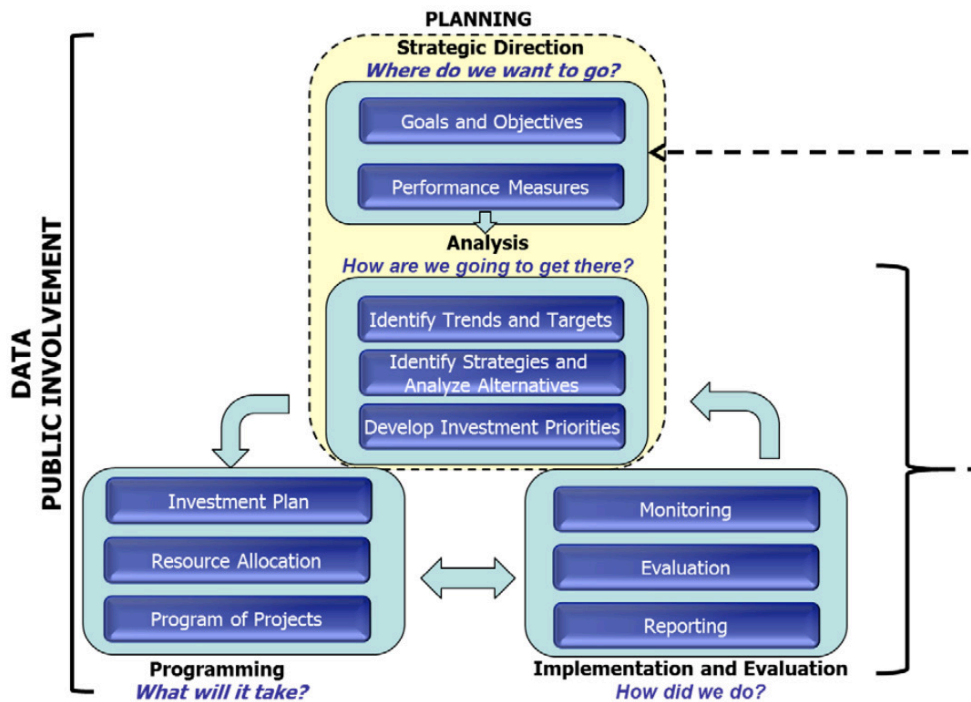 PLANNING
Strategic Direction
Where do we want to go?
Goals and Objectives
Performance Measures
Analysis
How are we going to get there?
Identify Trends and Targets
Identify Strategies and
Analyze Alternatives
Develop Investment Priorities
DATA
PUBLIC INVOLVEMENT
Investment Plan
Resource Allocation
Program of Projects
Programming
What will it take?
Monitoring
Evaluation
Reporting
Implementation and Evaluation
How did we do?